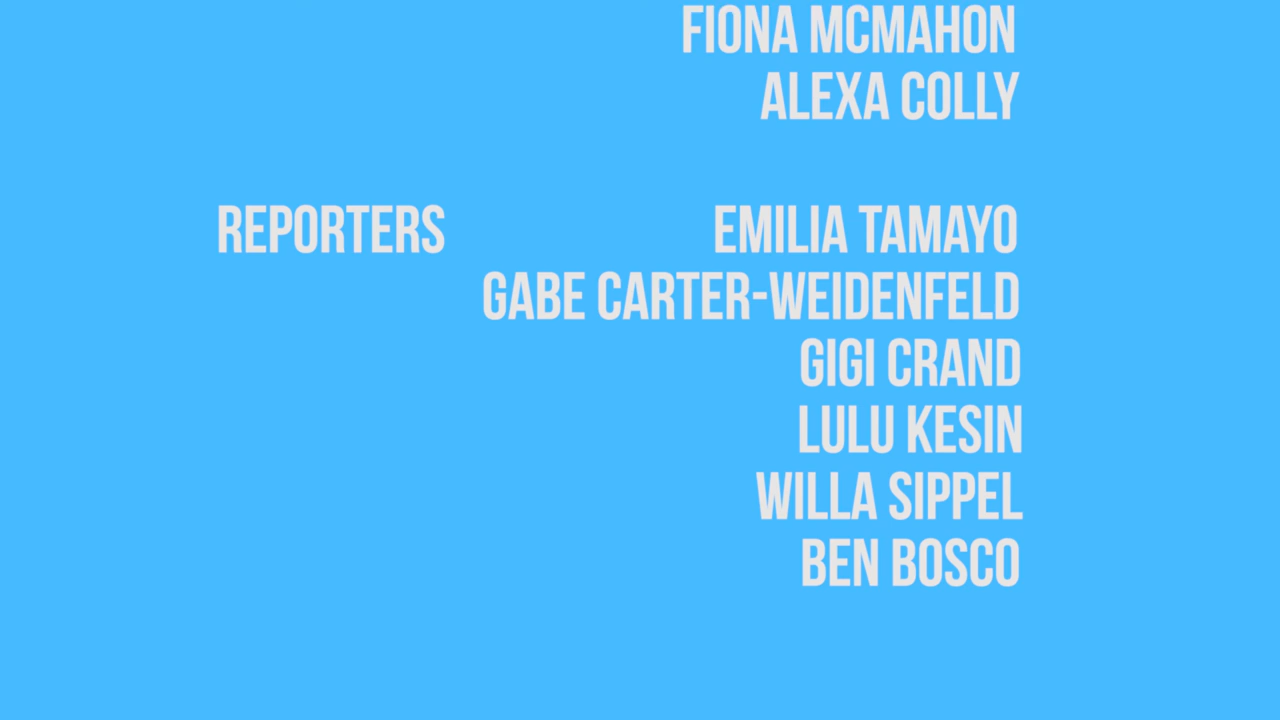 FIONA MCMAHON
ALEXA COLLY
REPORTERS EMILIA TAMAYO
GABE CARTER-WEIDENFELD
GIGI CRAND
LULU KESIN
WILLA SIPPEL
BEN BOSCO